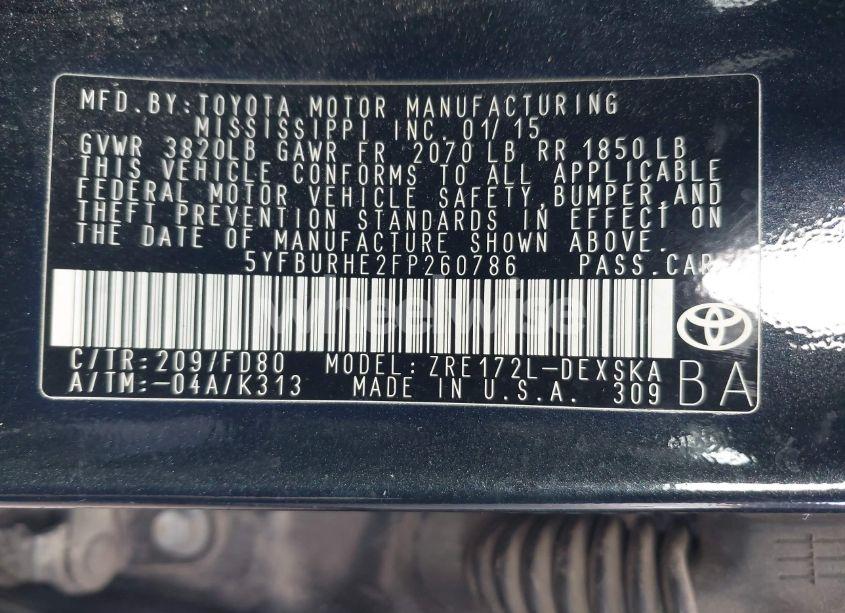 MFD.BY:TOYOTA MOTOR MANUFACTURING
MISSISSIPPI INC. 01/15
GVWR 3820LB GAWR FR 2070 LB RR 1850LB
THIS VEHICLE CONFORMS TO ALL APPLICABLE
FEDERAL MOTOR VEHICLE SAFETY,BUMPER,AND
THEFT PREVENTION STANDARDS IN EFFECT ON
THE DATE OF MANUFACTURE SHOWN ABOVE.
5YFBURHE2FP260786 PASS.CAR
wheelwise
C/TR:209/FD80 MODEL:ZRE172L-DEXSKA
A/TM:-04A/K313 MADE IN U.S.A. 309 BA